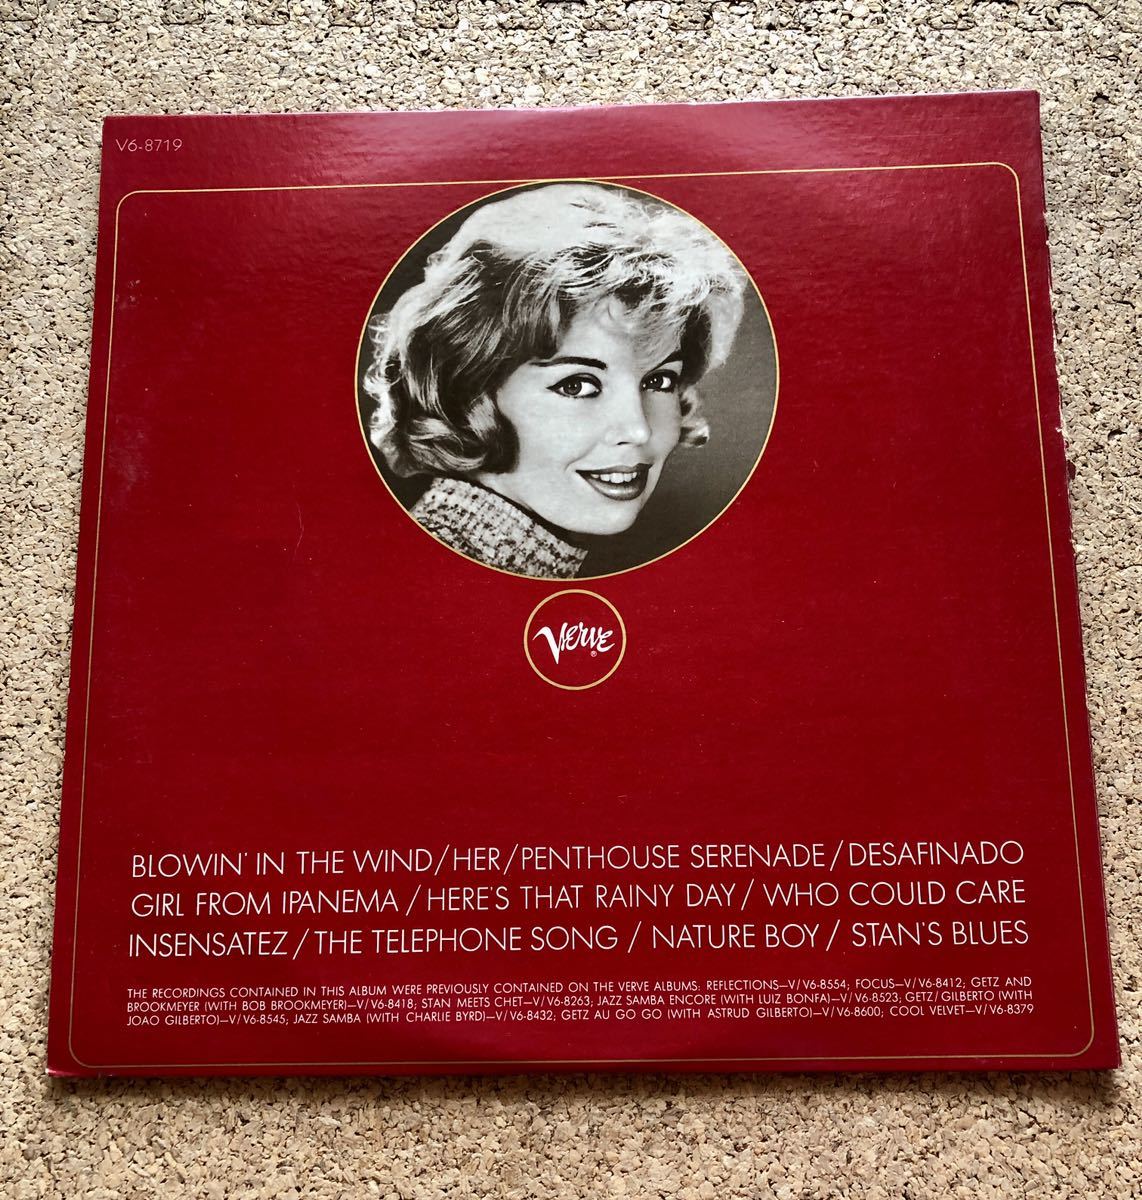 V6-8719
Verve
®
BLOWIN' IN THE WIND/HER/PENTHOUSE SERENADE/DESAFINADO
GIRL FROM IPANEMA/HERE'S THAT RAINY DAY/WHO COULD CARE
INSENSATEZ/THE TELEPHONE SONG/NATURE BOY/STAN'S BLUES
THE RECORDINGS CONTAINED IN THIS ALBUM WERE PREVIOUSLY CONTAINED ON THE VERVE ALBUMS: REFLECTIONS—V/V6-8554; FOCUS—V/V6-8412, GETZ AND
BROOKMEYER (WITH BOB BROOKMEYER)—V/V6-8418; STAN MEETS CHET—V/V6-8263; JAZZ SAMBA ENCORE (WITH LUIZ BONFA)—V/V6-8523; GETZ/GILBERTO (WITH
JOAO GILBERTO)—V/V6-8545; JAZZ SAMBA (WITH CHARLIE BYRD)—V/V6-8432; GETZ AU GO GO (WITH ASTRUD GILBERTO)—V/V6-8600; COOL VELVET—V/V6-8379